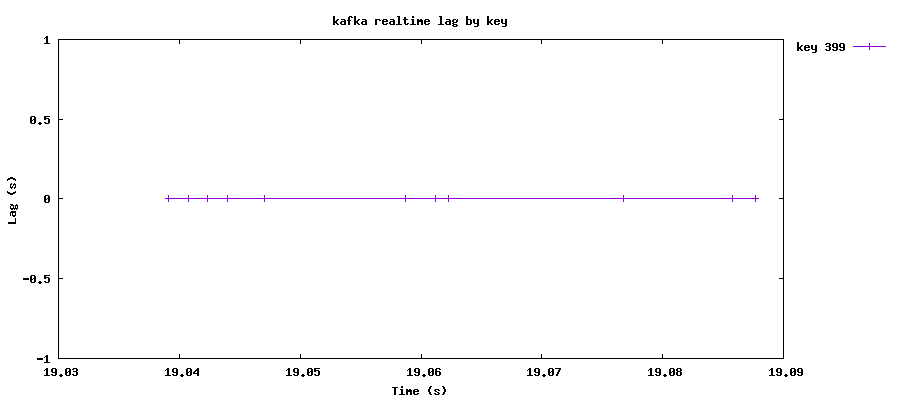 kafka realtime lag by key
key 399
1
0.5
0
-0.5
-1
Lag (s)
19.03 19.04 19.05 19.06 19.07 19.08 19.09
Time (s)